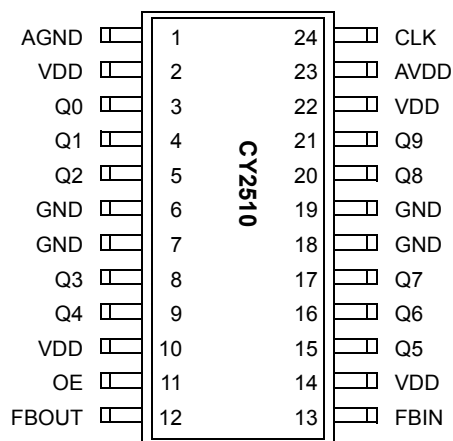 AGND 1 24 CLK
VDD 2 23 AVDD
Q0 3 22 VDD
Q1 4 21 Q9
Q2 5 20 Q8
GND 6 19 GND
GND 7 18 GND
Q3 8 17 Q7
Q4 9 16 Q6
VDD 10 15 Q5
OE 11 14 VDD
FBOUT 12 13 FBIN
CY2510